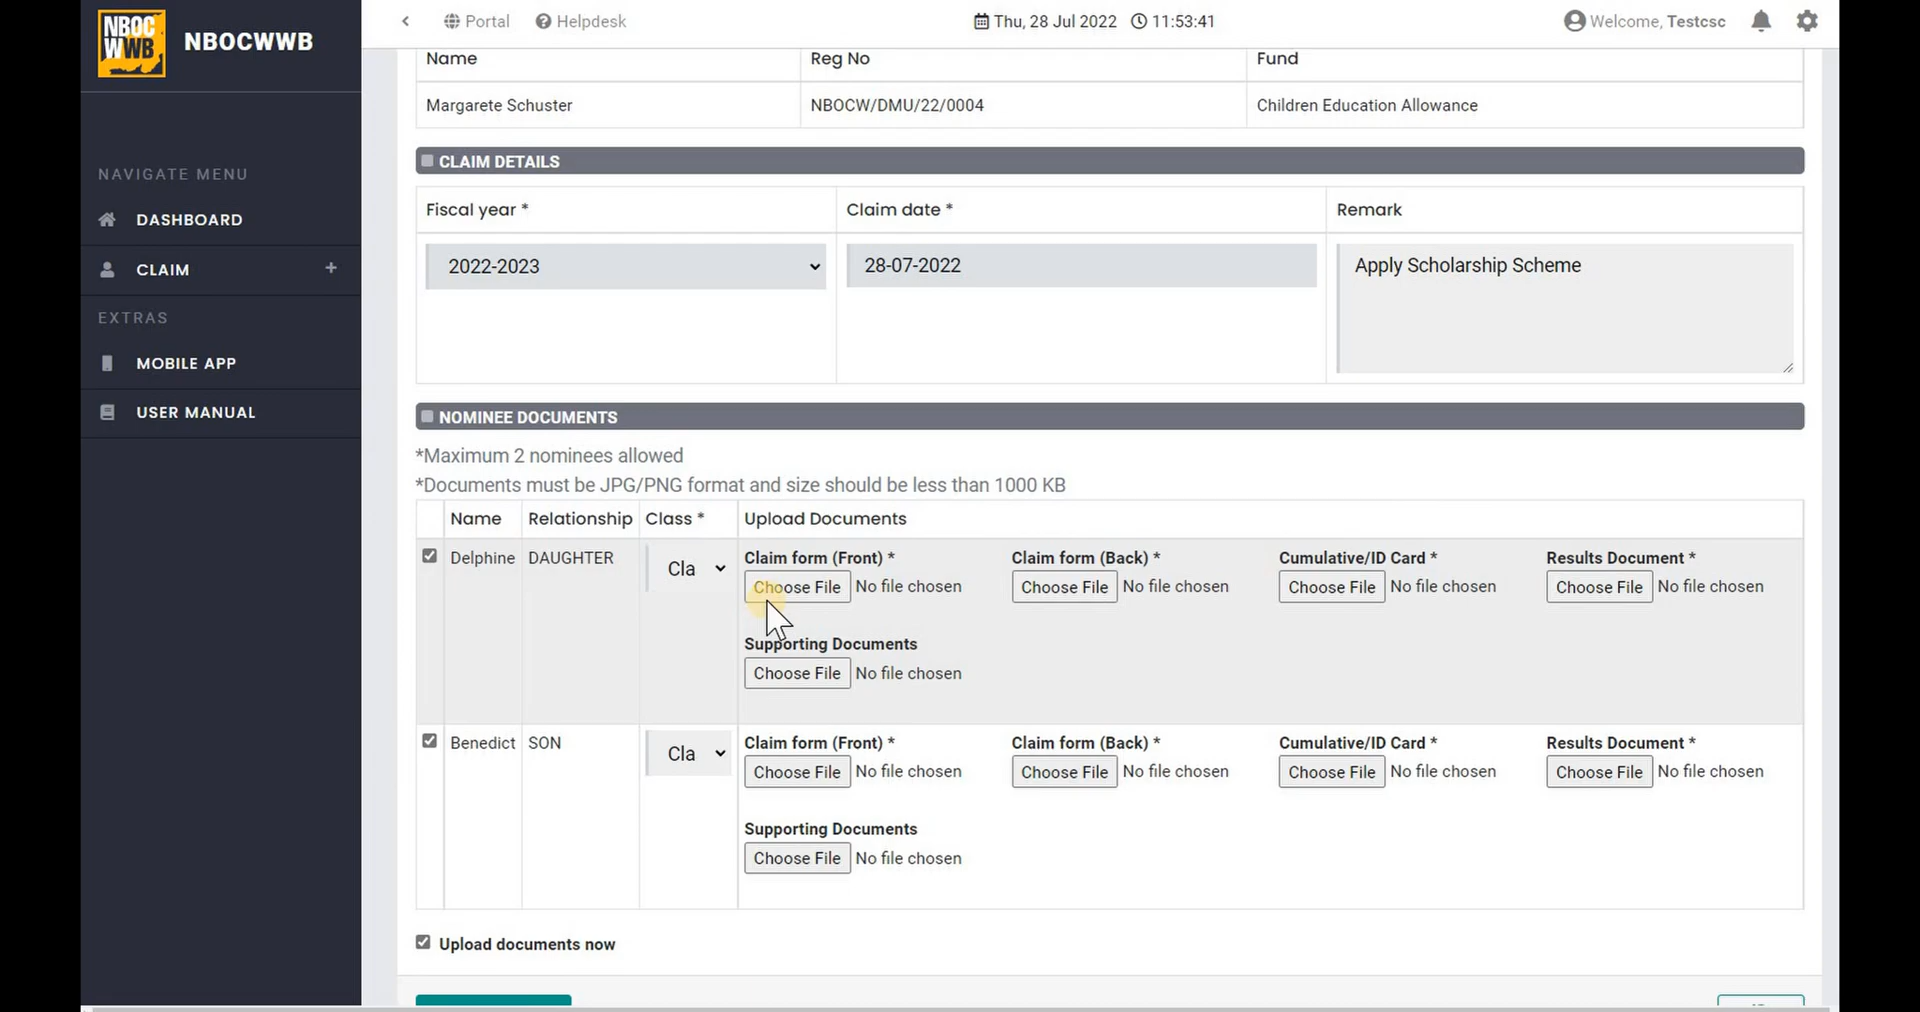 NBOC
WWB
NBOCWWB
Portal
Helpdesk
Thu, 28 Jul 2022
11:53:41
Welcome, Testcsc
NAVIGATE MENU
DASHBOARD
CLAIM +
EXTRAS
MOBILE APP
USER MANUAL
Name Reg No Fund
Margarete Schuster NBOCW/DMU/22/0004 Children Education Allowance
CLAIM DETAILS
Fiscal year * Claim date * Remark
2022-2023 28-07-2022 Apply Scholarship Scheme
NOMINEE DOCUMENTS
*Maximum 2 nominees allowed
*Documents must be JPG/PNG format and size should be less than 1000 KB
Name Relationship Class * Upload Documents
Delphine DAUGHTER Cla
Claim form (Front) * Claim form (Back) * Cumulative/ID Card * Results Document *
Choose File No file chosen Choose File No file chosen Choose File No file chosen Choose File No file chosen
Supporting Documents
Choose File No file chosen
Benedict SON Cla
Claim form (Front) * Claim form (Back) * Cumulative/ID Card * Results Document *
Choose File No file chosen Choose File No file chosen Choose File No file chosen Choose File No file chosen
Supporting Documents
Choose File No file chosen
Upload documents now